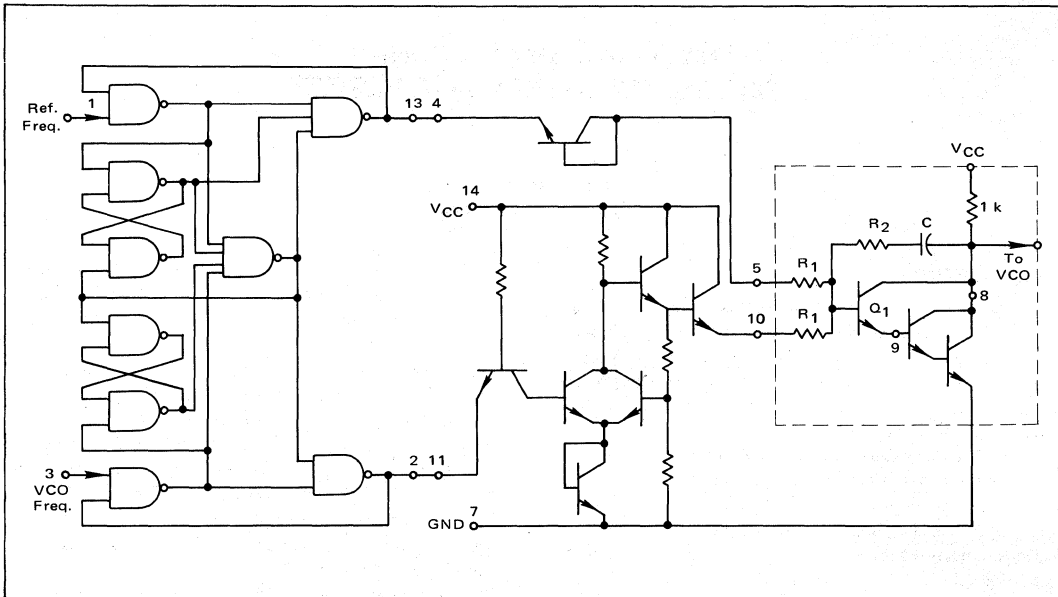 Ref.
Freq.
1
13 4
VCC
14
VCC
1 k
R2
C
To
VCO
5
R1
Q1
8
10
R1
9
3
VCO
Freq.
2 11
7
GND